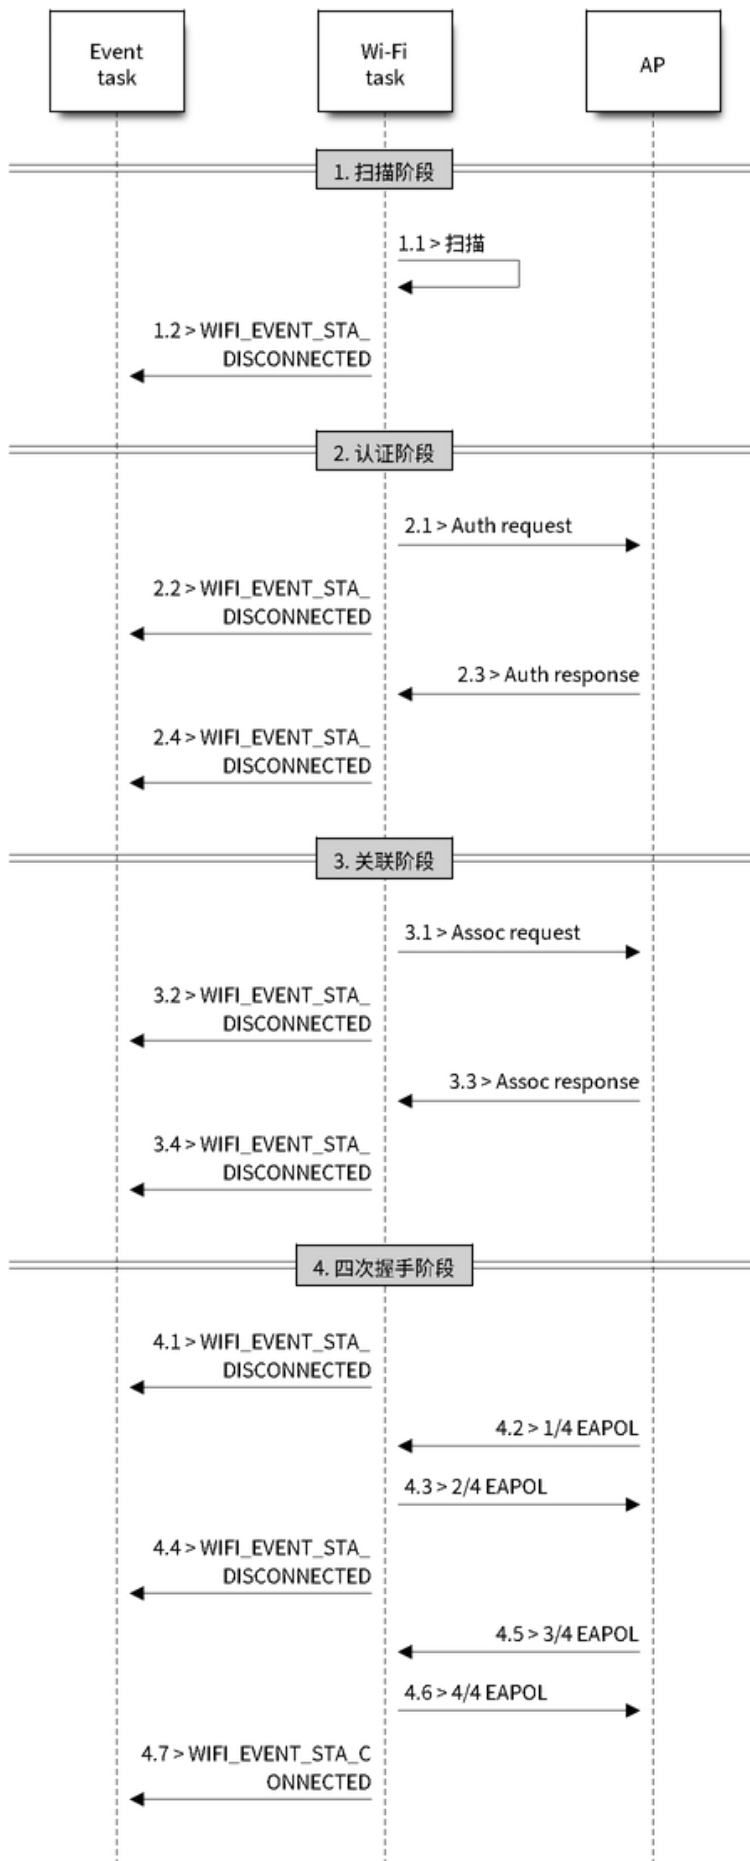 Event
task
Wi-Fi
task
AP
1. 扫描阶段
1.1 > 扫描
1.2 > WIFI_EVENT_STA_
DISCONNECTED
2. 认证阶段
2.1 > Auth request
2.2 > WIFI_EVENT_STA_
DISCONNECTED
2.3 > Auth response
2.4 > WIFI_EVENT_STA_
DISCONNECTED
3. 关联阶段
3.1 > Assoc request
3.2 > WIFI_EVENT_STA_
DISCONNECTED
3.3 > Assoc response
3.4 > WIFI_EVENT_STA_
DISCONNECTED
4. 四次握手阶段
4.1 > WIFI_EVENT_STA_
DISCONNECTED
4.2 > 1/4 EAPOL
4.3 > 2/4 EAPOL
4.4 > WIFI_EVENT_STA_
DISCONNECTED
4.5 > 3/4 EAPOL
4.6 > 4/4 EAPOL
4.7 > WIFI_EVENT_STA_C
ONNECTED